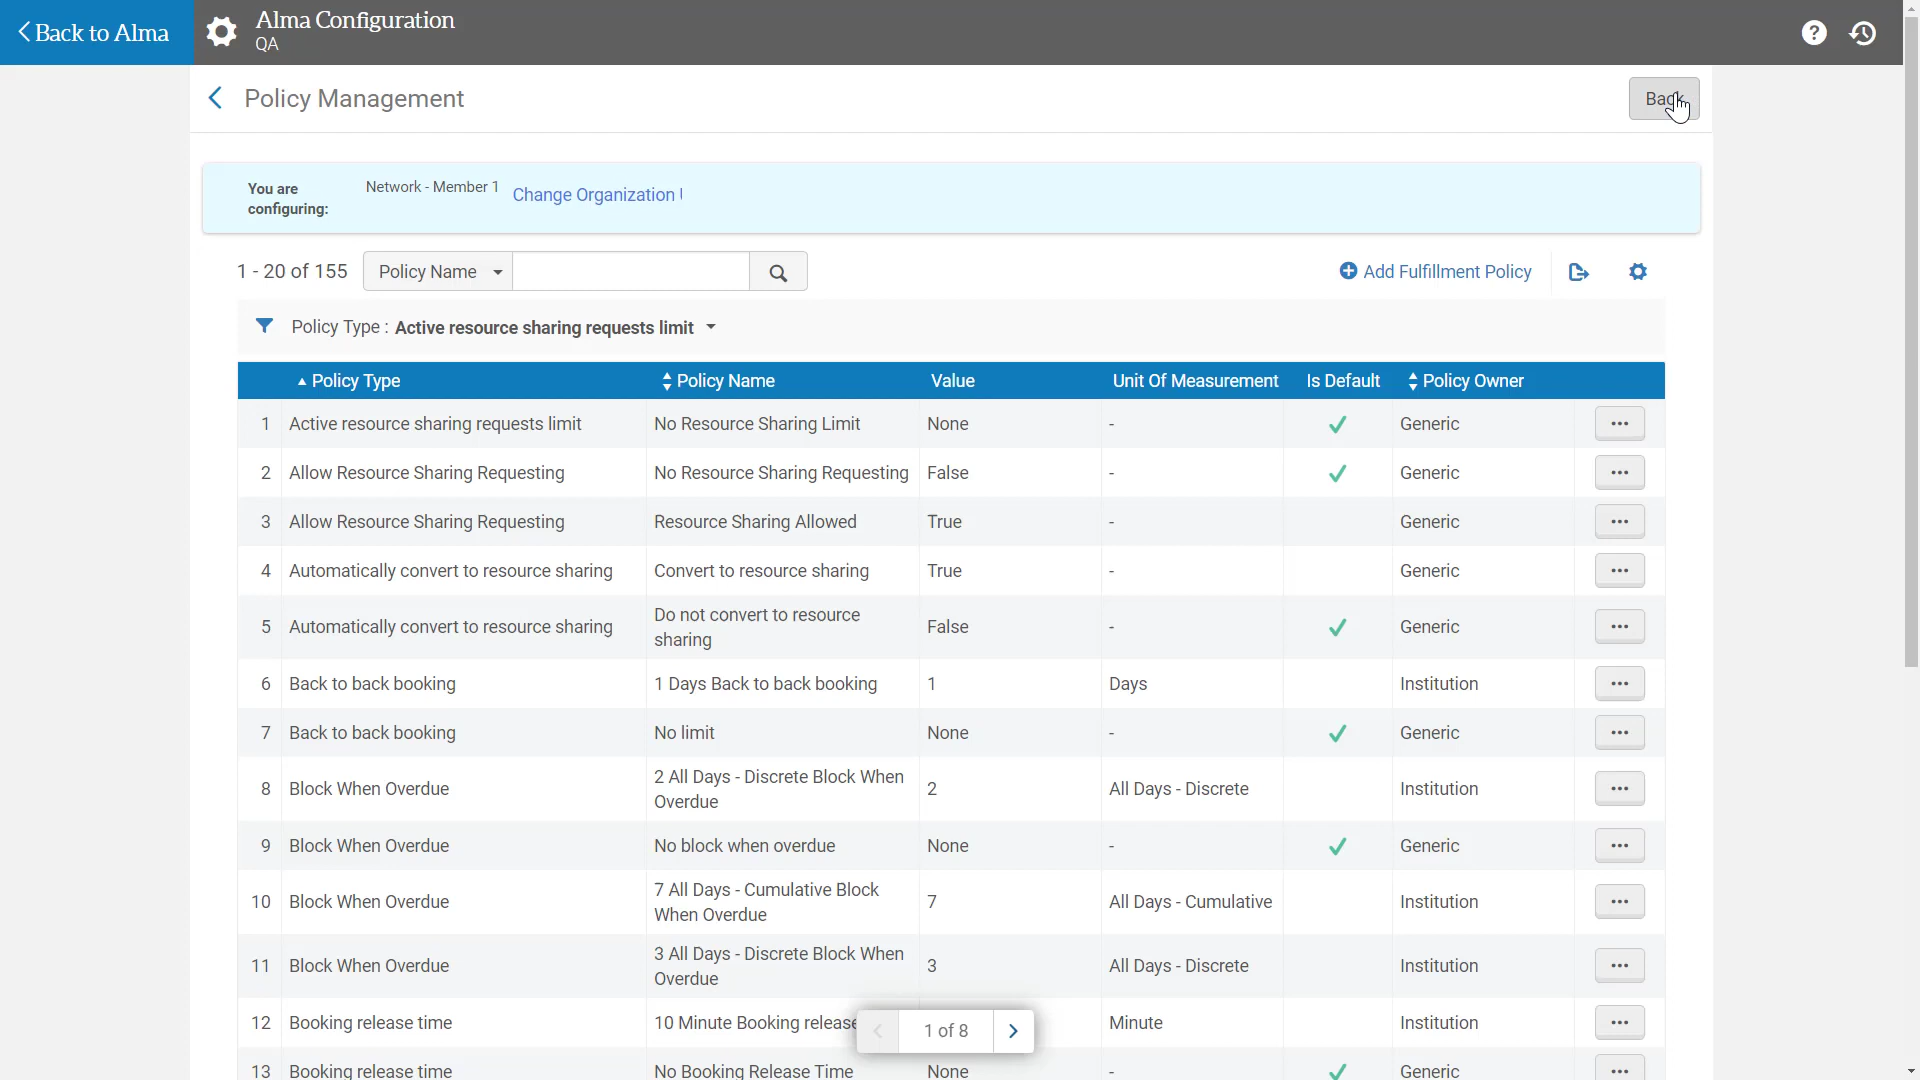 Back to Alma
Alma Configuration
QA
Policy Management
You are
configuring:
Network - Member 1
Change Organization
1 - 20 of 155
Policy Name
Add Fulfillment Policy
Policy Type : Active resource sharing requests limit
Policy Type Policy Name Value Unit Of Measurement Is Default Policy Owner
1 Active resource sharing requests limit No Resource Sharing Limit None - Generic
2 Allow Resource Sharing Requesting No Resource Sharing Requesting False - Generic
3 Allow Resource Sharing Requesting Resource Sharing Allowed True - Generic
4 Automatically convert to resource sharing Convert to resource sharing True - Generic
5 Automatically convert to resource sharing Do not convert to resource
sharing False - Generic
6 Back to back booking 1 Days Back to back booking 1 Days Institution
7 Back to back booking No limit None - Generic
8 Block When Overdue 2 All Days - Discrete Block When
Overdue 2 All Days - Discrete Institution
9 Block When Overdue No block when overdue None - Generic
10 Block When Overdue 7 All Days - Cumulative Block
When Overdue 7 All Days - Cumulative Institution
11 Block When Overdue 3 All Days - Discrete Block When
Overdue 3 All Days - Discrete Institution
12 Booking release time 10 Minute Booking release Minute Institution
1 of 8
13 Booking release time No Booking Release Time None - Generic